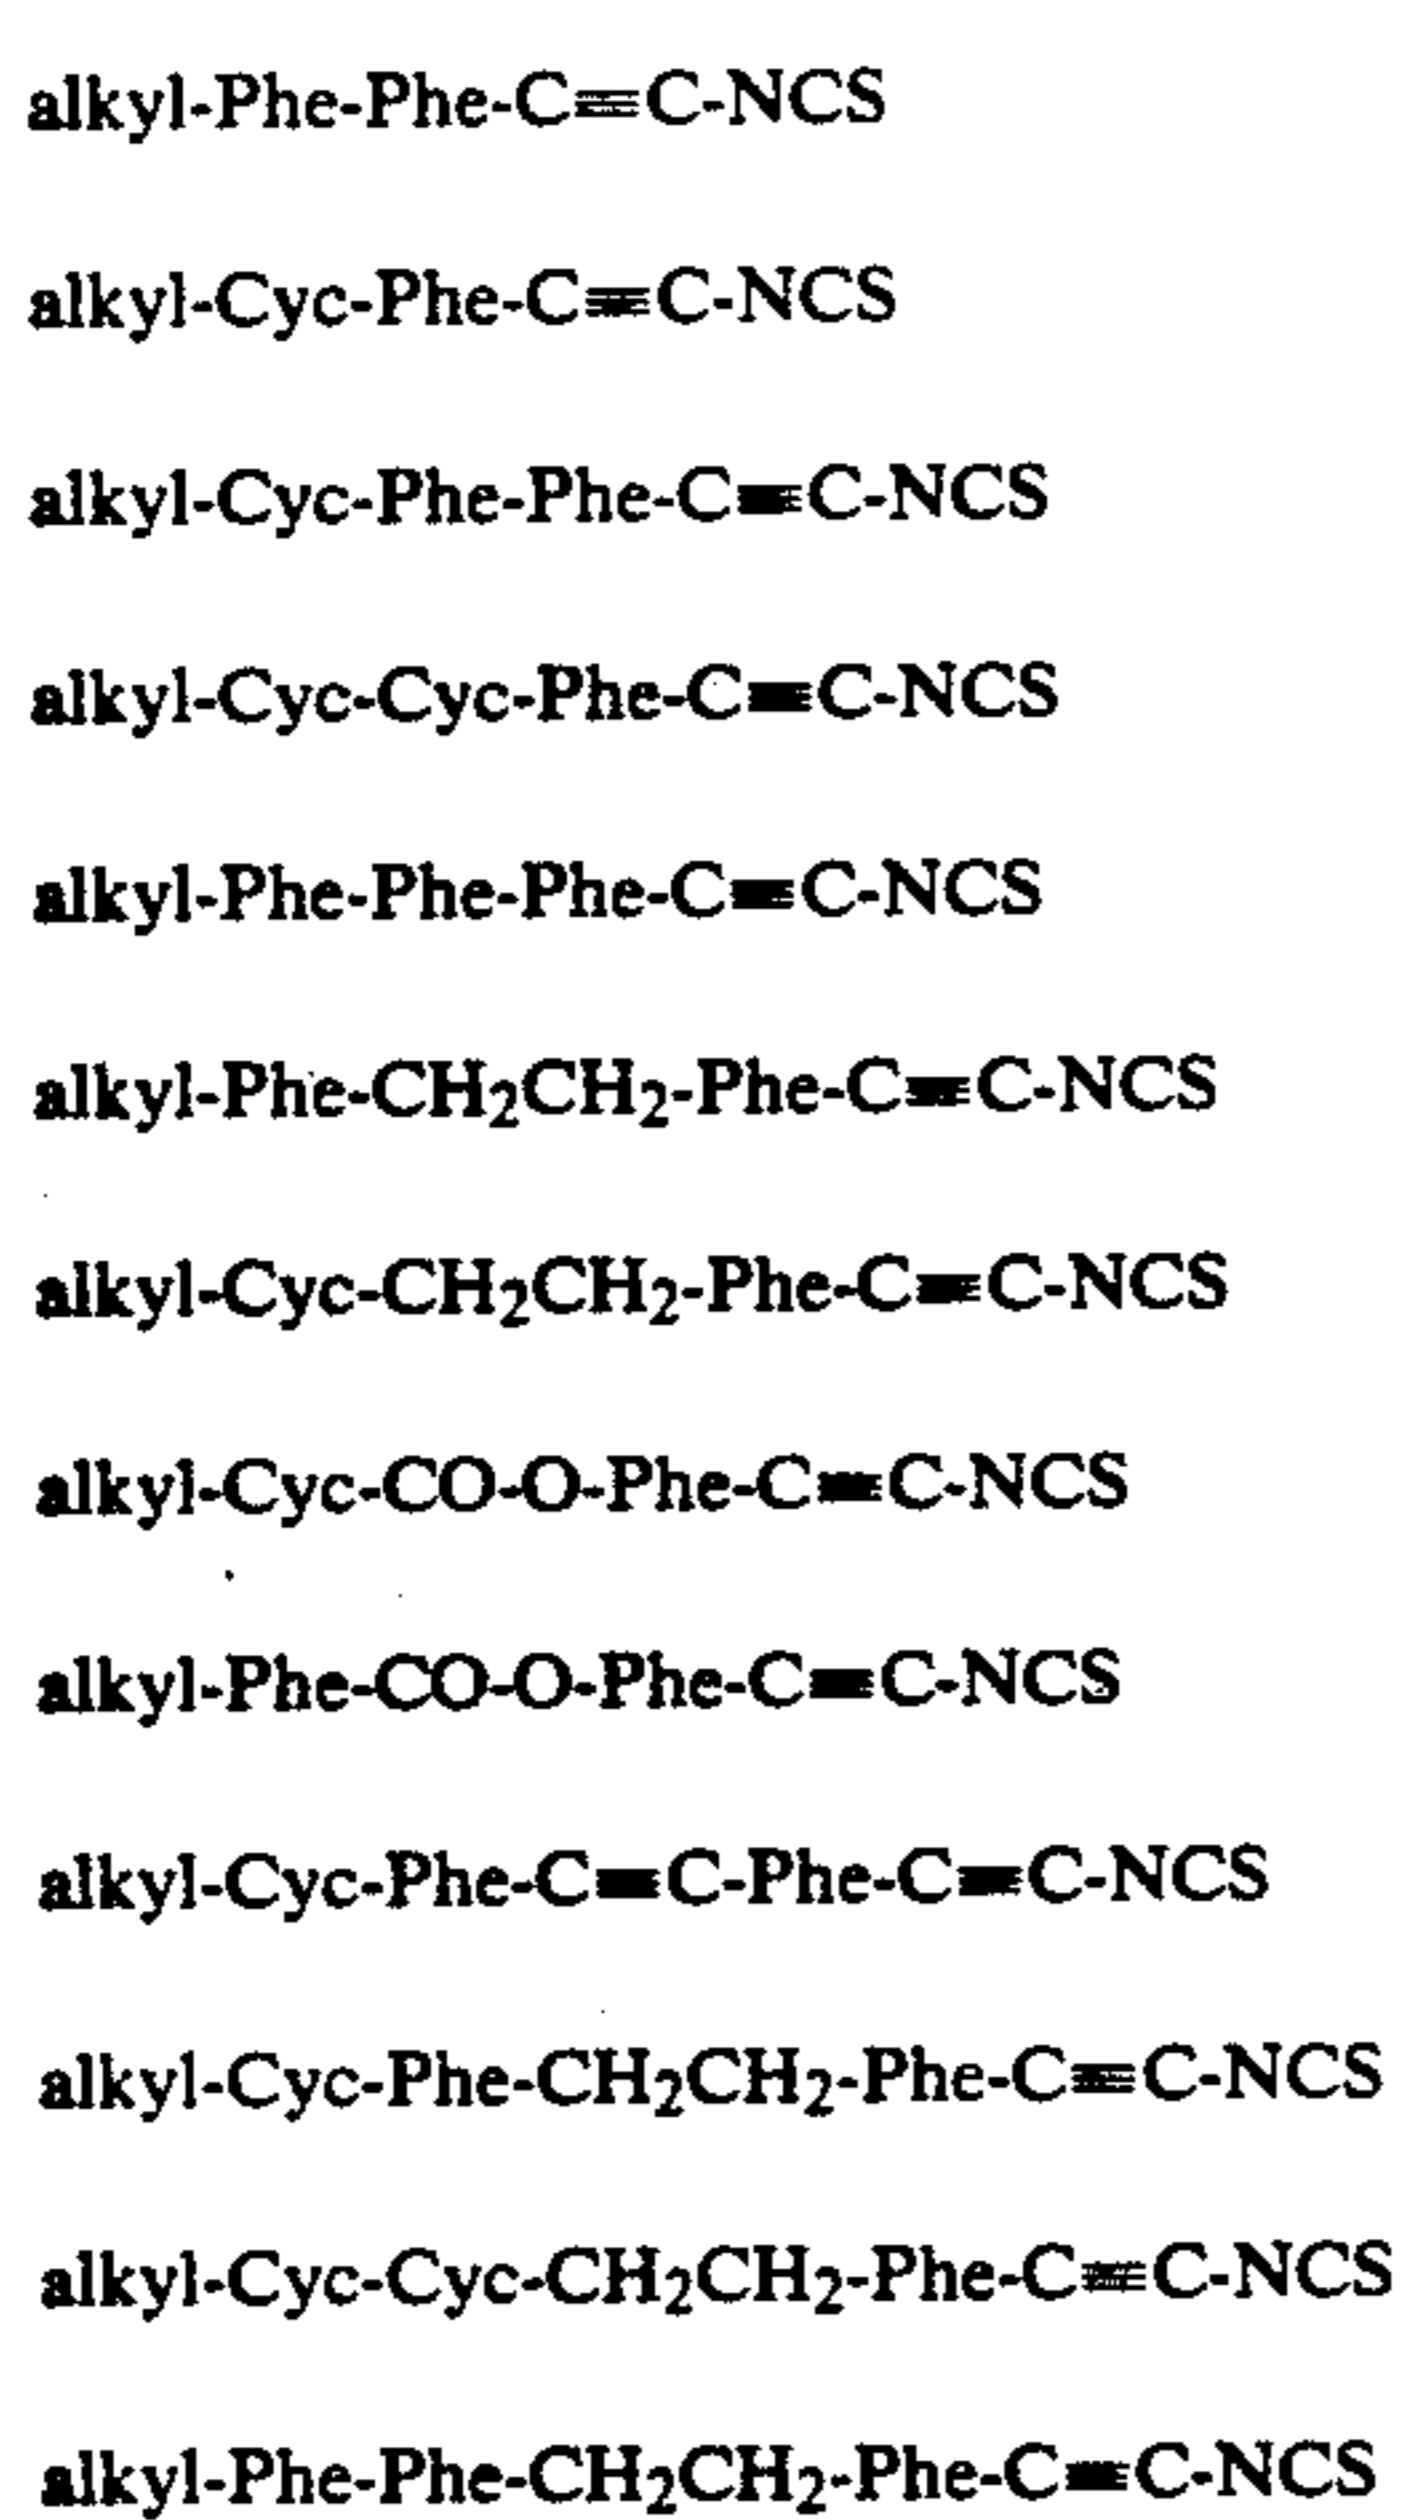 alkyl-Phe-Phe-C≡C-NCS
alkyl-Cyc-Phe-C≡C-NCS
alkyl-Cyc-Phe-Phe-C≡C-NCS
alkyl-Cyc-Cyc-Phe-C≡C-NCS
alkyl-Phe-Phe-Phe-C≡C-NCS
alkyl-Phe-CH₂CH₂-Phe-C≡C-NCS
alkyl-Cyc-CH₂CH₂-Phe-C≡C-NCS
alkyl-Cyc-CO-O-Phe-C≡C-NCS
alkyl-Phe-CO-O-Phe-C≡C-NCS
alkyl-Cyc-Phe-C≡C-Phe-C≡C-NCS
alkyl-Cyc-Phe-CH₂CH₂-Phe-C≡C-NCS
alkyl-Cyc-Cyc-CH₂CH₂-Phe-C≡C-NCS
alkyl-Phe-Phe-CH₂CH₂-Phe-C≡C-NCS